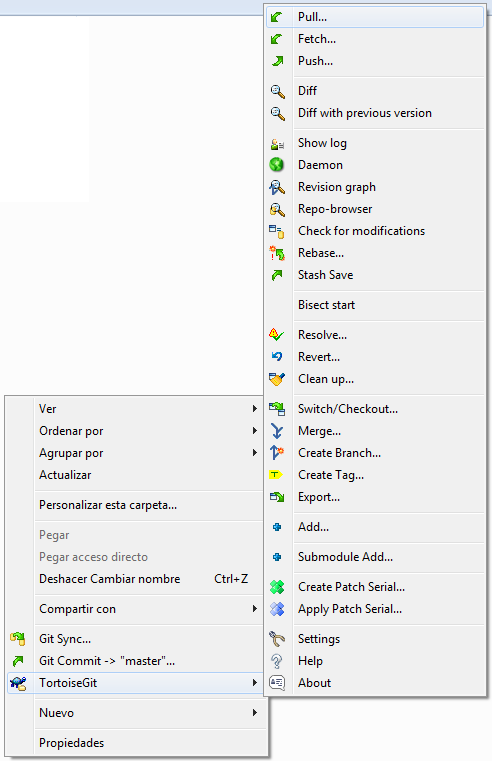 Pull...
Fetch...
Push...
Diff
Diff with previous version
Show log
Daemon
Revision graph
Repo-browser
Check for modifications
Rebase...
Stash Save
Bisect start
Resolve...
Revert...
Clean up...
Switch/Checkout...
Merge...
Create Branch...
Create Tag...
Export...
Add...
Submodule Add...
Create Patch Serial...
Apply Patch Serial...
Settings
Help
About
Ver
Ordenar por
Agrupar por
Actualizar
Personalizar esta carpeta...
Pegar
Pegar acceso directo
Deshacer Cambiar nombre Ctrl+Z
Compartir con
Git Sync...
Git Commit -> "master"...
TortoiseGit
Nuevo
Propiedades